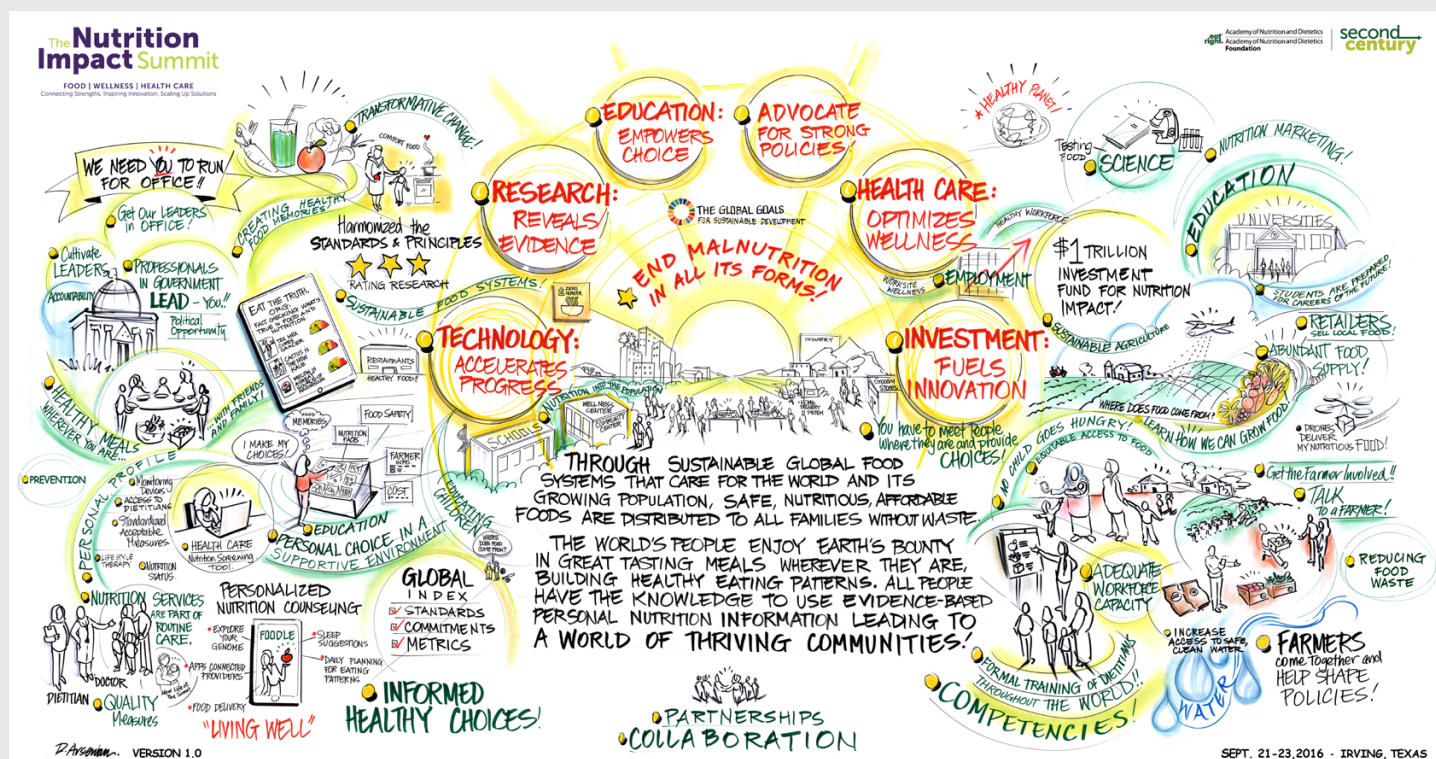 The Nutrition
Impact Summit
FOOD | WELLNESS | HEALTH CARE
Connecting Strengths, Inspiring Innovation, Scaling Up Solutions
eat right.
Academy of Nutrition and Dietetics
Academy of Nutrition and Dietetics
Foundation
second
century
WE NEED YOU TO RUN
FOR OFFICE!!
Get Our LEADERS
in OFFICE!
Cultivate
LEADERS
ACCOUNTABILITY
PROFESSIONALS
IN GOVERNMENT
LEAD - YOU!!
Political
Opportunity
TRANSFORMATIVE CHANGE!
COMFORT FOOD
CREATING HEALTHY
FOOD MEMORIES!
Harmonized the
STANDARDS & PRINCIPLES
RATING RESEARCH
SUSTAINABLE FOOD SYSTEMS!
EAT THE TRUTH,
.ORG:
FACT CHECKING WHAT'S
TRUE IN FOOD AND
NUTRITION
RESTAURANTS
HEALTHY FOOD!
HEALTHY MEALS
WHEREVER YOU ARE...
WITH FRIENDS
AND FAMILY!
FOOD
MEMORIES
FOOD SAFETY
NUTRITION
FACTS
FARMER
INFO
COST
I MAKE MY
CHOICES!
EDUCATION
PERSONAL CHOICE IN A
SUPPORTIVE ENVIRONMENT
PREVENTION
PERSONAL PROFILE
Monitoring
Devices
ACCESS TO
DIETITIANS
Standardized
Acceptable
Measures.
LIFESTYLE
THERAPY
NUTRITION
STATUS.
HEALTH CARE
Nutrition Screening
TOOL.
NUTRITION SERVICES
ARE PART OF
ROUTINE
CARE.
DIETITIAN
DOCTOR
QUALITY
Measures
PERSONALIZED
NUTRITION COUNSELING
EXPLORE
YOUR
GENOME
APPS CONNECTED
PROVIDERS
FOOD DELIVERY
FOODLE
SLEEP
SUGGESTIONS
DAILY PLANNING
FOR EATING
PATTERNS
"LIVING WELL"
GLOBAL
INDEX
STANDARDS
COMMITMENTS
METRICS
INFORMED
HEALTHY CHOICES!
EDUCATION:
EMPOWERS
CHOICE
ADVOCATE
FOR STRONG
POLICIES!
RESEARCH:
REVEALS
EVIDENCE
HEALTH CARE:
OPTIMIZES
WELLNESS
TECHNOLOGY:
ACCELERATES
PROGRESS
INVESTMENT:
FUELS
INNOVATION
THE GLOBAL GOALS
FOR SUSTAINABLE DEVELOPMENT
END MALNUTRITION
IN ALL ITS FORMS!
ZERO
HUNGER
NUTRITION INTO THE POPULATION
SCHOOLS
WELLNESS
CENTER
COMMUNITY
CENTER
INDUSTRY
HOME
DELIVERY
SYSTEM
EDUCATING
CHILDREN
WHERE
DOES FOOD
COME FROM?
You have to meet People
where they are and provide
CHOICES!
THROUGH SUSTAINABLE GLOBAL FOOD
SYSTEMS THAT CARE FOR THE WORLD AND ITS
GROWING POPULATION, SAFE, NUTRITIOUS, AFFORDABLE
FOODS ARE DISTRIBUTED TO ALL FAMILIES WITHOUT WASTE.
THE WORLD'S PEOPLE ENJOY EARTH'S BOUNTY
IN GREAT TASTING MEALS WHEREVER THEY ARE,
BUILDING HEALTHY EATING PATTERNS. ALL PEOPLE
HAVE THE KNOWLEDGE TO USE EVIDENCE-BASED
PERSONAL NUTRITION INFORMATION LEADING TO
A WORLD OF THRIVING COMMUNITIES!
PARTNERSHIPS
COLLABORATION
HEALTHY PLANET!
Testing
FOOD
SCIENCE
NUTRITION MARKETING!
EDUCATION
UNIVERSITIES
STUDENTS ARE PREPARED
FOR CAREERS OF THE FUTURE!
HEALTHY WORKFORCE
EMPLOYMENT
WORKSITE
WELLNESS
$1 TRILLION
INVESTMENT
FUND FOR NUTRITION
IMPACT!
SUSTAINABLE AGRICULTURE
RETAILERS
SELL LOCAL FOOD!
ABUNDANT FOOD
SUPPLY!
WHERE DOES FOOD COME FROM?
LEARN HOW WE CAN GROW FOOD!
DRONES
DELIVER
MY NUTRITIOUS FOOD!
NO CHILD GOES HUNGRY!
EQUITABLE ACCESS TO FOOD
Get the Farmor Involved!!
TALK
to a FARMER!
REDUCING
FOOD
WASTE
ADEQUATE
WORKFORCE
CAPACITY
INCREASE
ACCESS TO SAFE,
CLEAN WATER
WATER
FARMERS
come Together and
HELP SHAPE
POLICIES!
FORMAL TRAINING OF DIETITIANS
THROUGHOUT THE WORLD!!
COMPETENCIES!
VERSION 1.0
SEPT. 21-23, 2016 · IRVING, TEXAS